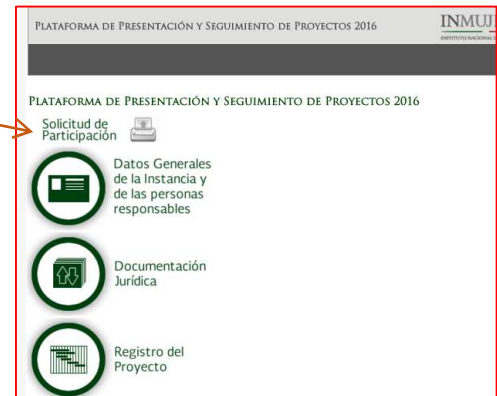 PLATAFORMA DE PRESENTACIÓN Y SEGUIMIENTO DE PROYECTOS 2016
INMUJ
PLATAFORMA DE PRESENTACIÓN Y SEGUIMIENTO DE PROYECTOS 2016
Solicitud de
Participación
Datos Generales
de la Instancia y
de las personas
responsables
Documentación
Jurídica
Registro del
Proyecto